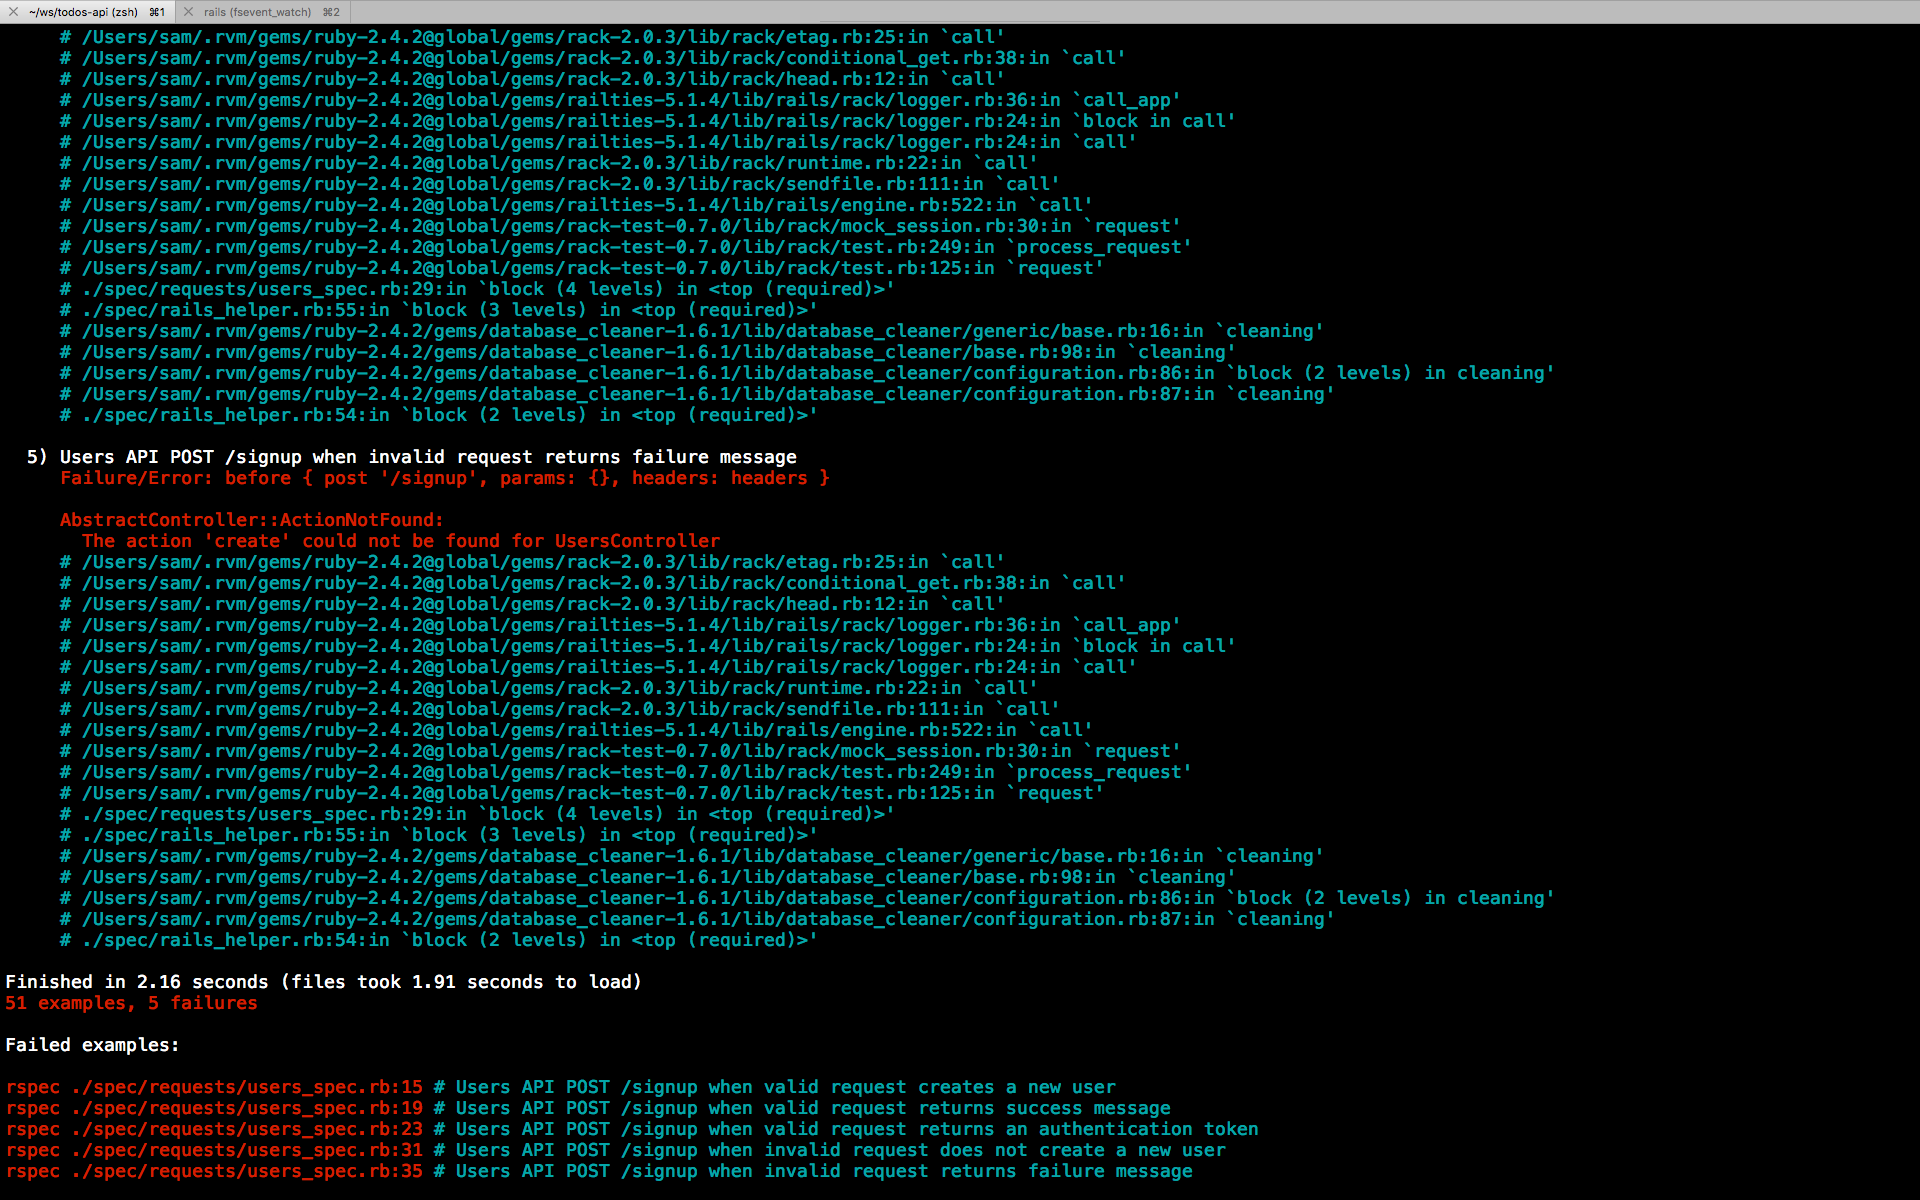 ~/ws/todos-api (zsh) ⌘1 rails (fsevent_watch) ⌘2
# /Users/sam/.rvm/gems/ruby-2.4.2@global/gems/rack-2.0.3/lib/rack/etag.rb:25:in `call'
# /Users/sam/.rvm/gems/ruby-2.4.2@global/gems/rack-2.0.3/lib/rack/conditional_get.rb:38:in `call'
# /Users/sam/.rvm/gems/ruby-2.4.2@global/gems/rack-2.0.3/lib/rack/head.rb:12:in `call'
# /Users/sam/.rvm/gems/ruby-2.4.2@global/gems/railties-5.1.4/lib/rails/rack/logger.rb:36:in `call_app'
# /Users/sam/.rvm/gems/ruby-2.4.2@global/gems/railties-5.1.4/lib/rails/rack/logger.rb:24:in `block in call'
# /Users/sam/.rvm/gems/ruby-2.4.2@global/gems/railties-5.1.4/lib/rails/rack/logger.rb:24:in `call'
# /Users/sam/.rvm/gems/ruby-2.4.2@global/gems/rack-2.0.3/lib/rack/runtime.rb:22:in `call'
# /Users/sam/.rvm/gems/ruby-2.4.2@global/gems/rack-2.0.3/lib/rack/sendfile.rb:111:in `call'
# /Users/sam/.rvm/gems/ruby-2.4.2@global/gems/railties-5.1.4/lib/rails/engine.rb:522:in `call'
# /Users/sam/.rvm/gems/ruby-2.4.2@global/gems/rack-test-0.7.0/lib/rack/mock_session.rb:30:in `request'
# /Users/sam/.rvm/gems/ruby-2.4.2@global/gems/rack-test-0.7.0/lib/rack/test.rb:249:in `process_request'
# /Users/sam/.rvm/gems/ruby-2.4.2@global/gems/rack-test-0.7.0/lib/rack/test.rb:125:in `request'
# ./spec/requests/users_spec.rb:29:in `block (4 levels) in <top (required)>'
# ./spec/rails_helper.rb:55:in `block (3 levels) in <top (required)>'
# /Users/sam/.rvm/gems/ruby-2.4.2/gems/database_cleaner-1.6.1/lib/database_cleaner/generic/base.rb:16:in `cleaning'
# /Users/sam/.rvm/gems/ruby-2.4.2/gems/database_cleaner-1.6.1/lib/database_cleaner/base.rb:98:in `cleaning'
# /Users/sam/.rvm/gems/ruby-2.4.2/gems/database_cleaner-1.6.1/lib/database_cleaner/configuration.rb:86:in `block (2 levels) in cleaning'
# /Users/sam/.rvm/gems/ruby-2.4.2/gems/database_cleaner-1.6.1/lib/database_cleaner/configuration.rb:87:in `cleaning'
# ./spec/rails_helper.rb:54:in `block (2 levels) in <top (required)>'
5) Users API POST /signup when invalid request returns failure message
Failure/Error: before { post '/signup', params: {}, headers: headers }
AbstractController::ActionNotFound:
The action 'create' could not be found for UsersController
# /Users/sam/.rvm/gems/ruby-2.4.2@global/gems/rack-2.0.3/lib/rack/etag.rb:25:in `call'
# /Users/sam/.rvm/gems/ruby-2.4.2@global/gems/rack-2.0.3/lib/rack/conditional_get.rb:38:in `call'
# /Users/sam/.rvm/gems/ruby-2.4.2@global/gems/rack-2.0.3/lib/rack/head.rb:12:in `call'
# /Users/sam/.rvm/gems/ruby-2.4.2@global/gems/railties-5.1.4/lib/rails/rack/logger.rb:36:in `call_app'
# /Users/sam/.rvm/gems/ruby-2.4.2@global/gems/railties-5.1.4/lib/rails/rack/logger.rb:24:in `block in call'
# /Users/sam/.rvm/gems/ruby-2.4.2@global/gems/railties-5.1.4/lib/rails/rack/logger.rb:24:in `call'
# /Users/sam/.rvm/gems/ruby-2.4.2@global/gems/rack-2.0.3/lib/rack/runtime.rb:22:in `call'
# /Users/sam/.rvm/gems/ruby-2.4.2@global/gems/rack-2.0.3/lib/rack/sendfile.rb:111:in `call'
# /Users/sam/.rvm/gems/ruby-2.4.2@global/gems/railties-5.1.4/lib/rails/engine.rb:522:in `call'
# /Users/sam/.rvm/gems/ruby-2.4.2@global/gems/rack-test-0.7.0/lib/rack/mock_session.rb:30:in `request'
# /Users/sam/.rvm/gems/ruby-2.4.2@global/gems/rack-test-0.7.0/lib/rack/test.rb:249:in `process_request'
# /Users/sam/.rvm/gems/ruby-2.4.2@global/gems/rack-test-0.7.0/lib/rack/test.rb:125:in `request'
# ./spec/requests/users_spec.rb:29:in `block (4 levels) in <top (required)>'
# ./spec/rails_helper.rb:55:in `block (3 levels) in <top (required)>'
# /Users/sam/.rvm/gems/ruby-2.4.2/gems/database_cleaner-1.6.1/lib/database_cleaner/generic/base.rb:16:in `cleaning'
# /Users/sam/.rvm/gems/ruby-2.4.2/gems/database_cleaner-1.6.1/lib/database_cleaner/base.rb:98:in `cleaning'
# /Users/sam/.rvm/gems/ruby-2.4.2/gems/database_cleaner-1.6.1/lib/database_cleaner/configuration.rb:86:in `block (2 levels) in cleaning'
# /Users/sam/.rvm/gems/ruby-2.4.2/gems/database_cleaner-1.6.1/lib/database_cleaner/configuration.rb:87:in `cleaning'
# ./spec/rails_helper.rb:54:in `block (2 levels) in <top (required)>'
Finished in 2.16 seconds (files took 1.91 seconds to load)
51 examples, 5 failures
Failed examples:
rspec ./spec/requests/users_spec.rb:15 # Users API POST /signup when valid request creates a new user
rspec ./spec/requests/users_spec.rb:19 # Users API POST /signup when valid request returns success message
rspec ./spec/requests/users_spec.rb:23 # Users API POST /signup when valid request returns an authentication token
rspec ./spec/requests/users_spec.rb:31 # Users API POST /signup when invalid request does not create a new user
rspec ./spec/requests/users_spec.rb:35 # Users API POST /signup when invalid request returns failure message